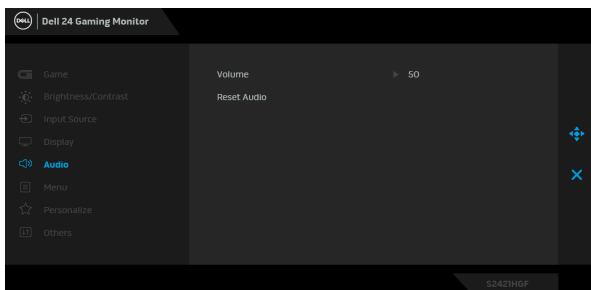 DELL Dell 24 Gaming Monitor
Game
Volume 50
Brightness/Contrast
Reset Audio
Input Source
Display
Audio
Menu
Personalize
Others
S2421HGF